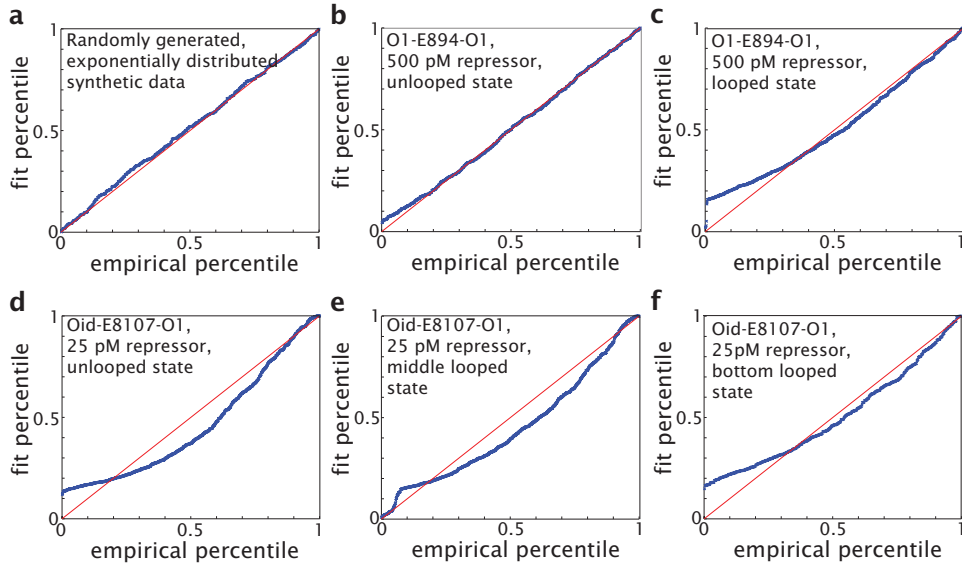 a
Randomly generated,
exponentially distributed
synthetic data
1
0.5
0
0
0.5
1
fit percentile
empirical percentile
b
O1-E894-O1,
500 pM repressor,
unlooped state
1
0.5
0
0
0.5
1
fit percentile
empirical percentile
c
O1-E894-O1,
500 pM repressor,
looped state
1
0.5
0
0
0.5
1
fit percentile
empirical percentile
d
Oid-E8107-O1,
25 pM repressor,
unlooped state
1
0.5
0
0
0.5
1
fit percentile
empirical percentile
e
Oid-E8107-O1,
25 pM repressor,
middle looped
state
1
0.5
0
0
0.5
1
fit percentile
empirical percentile
f
Oid-E8107-O1,
25pM repressor,
bottom looped
state
1
0.5
0
0
0.5
1
fit percentile
empirical percentile